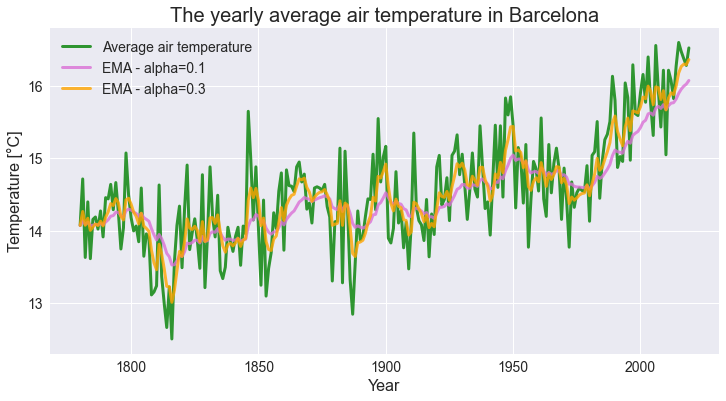 The yearly average air temperature in Barcelona
Average air temperature
EMA - alpha=0.1
EMA - alpha=0.3
Temperature [°C]
16
15
14
13
1800 1850 1900 1950 2000
Year